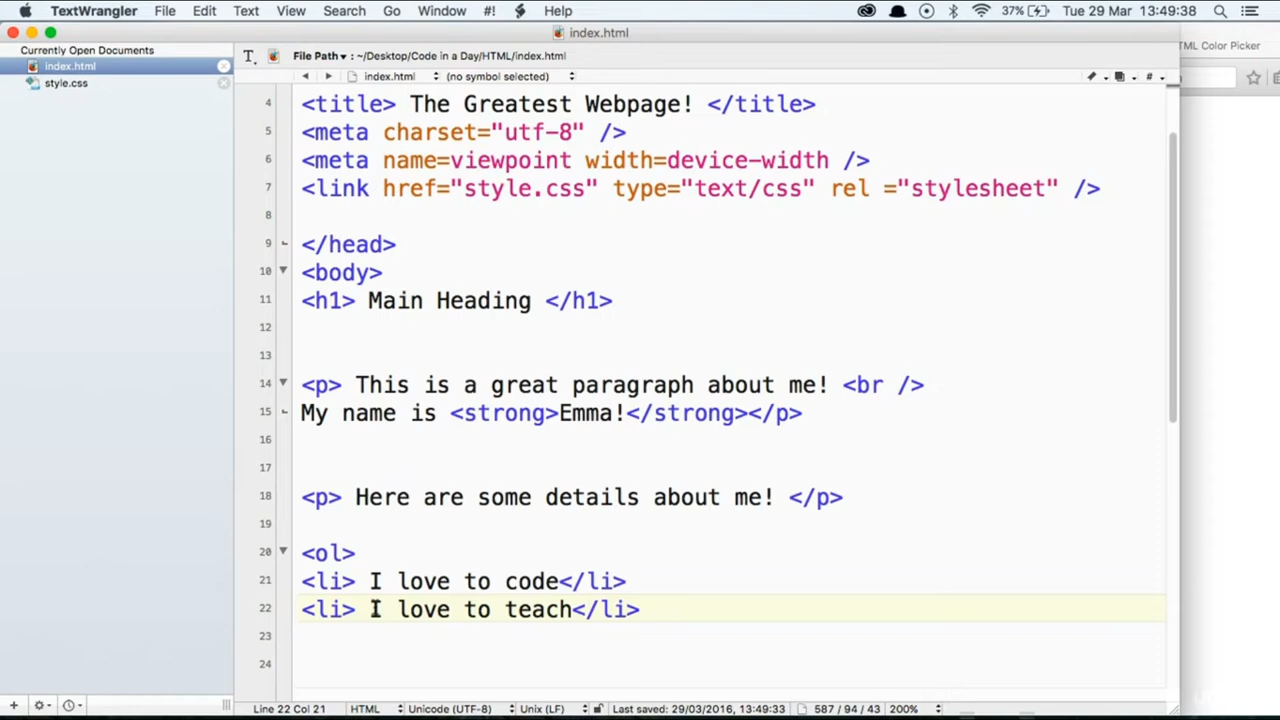 TextWrangler File Edit Text View Search Go Window #! Help 37% Tue 29 Mar 13:49:38
index.html
Currently Open Documents
index.html
style.css
File Path ▾ : ~/Desktop/Code in a Day/HTML/index.html
index.html (no symbol selected)
TML Color Picker
4 <title> The Greatest Webpage! </title>
5 <meta charset="utf-8" />
6 <meta name=viewpoint width=device-width />
7 <link href="style.css" type="text/css" rel ="stylesheet" />
8
9 </head>
10 <body>
11 <h1> Main Heading </h1>
12
13
14 <p> This is a great paragraph about me! <br />
15 My name is <strong>Emma!</strong></p>
16
17
18 <p> Here are some details about me! </p>
19
20 <ol>
21 <li> I love to code</li>
22 <li> I love to teach</li>
23
24
Line 22 Col 21 HTML Unicode (UTF-8) Unix (LF) Last saved: 29/03/2016, 13:49:33 587 / 94 / 43 200%